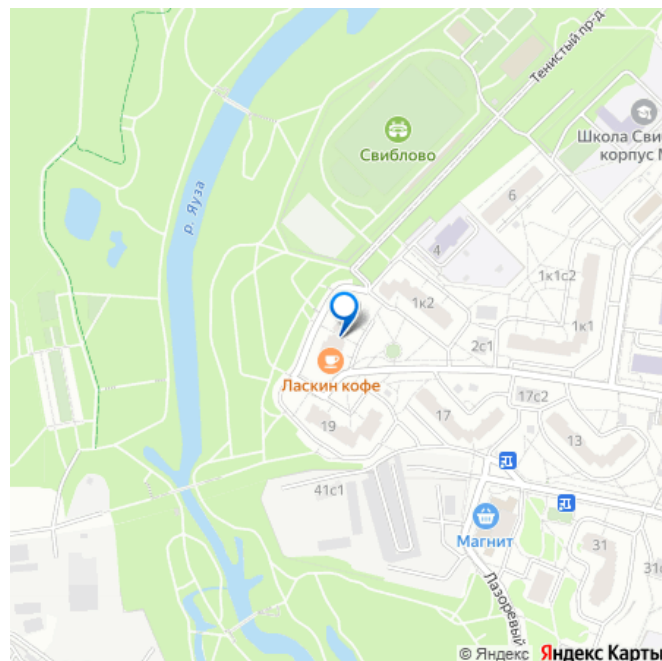 Тенистый пр-д
Школа Сви
корпус М
Свиблово
р. Яуза
6
4
1к1с2
1к2
1к1
2с1
Ласкин кофе
17с2
19
17
13
41с1
Магнит
31
31с
Лазоревый
© Яндекс Яндекс Карты